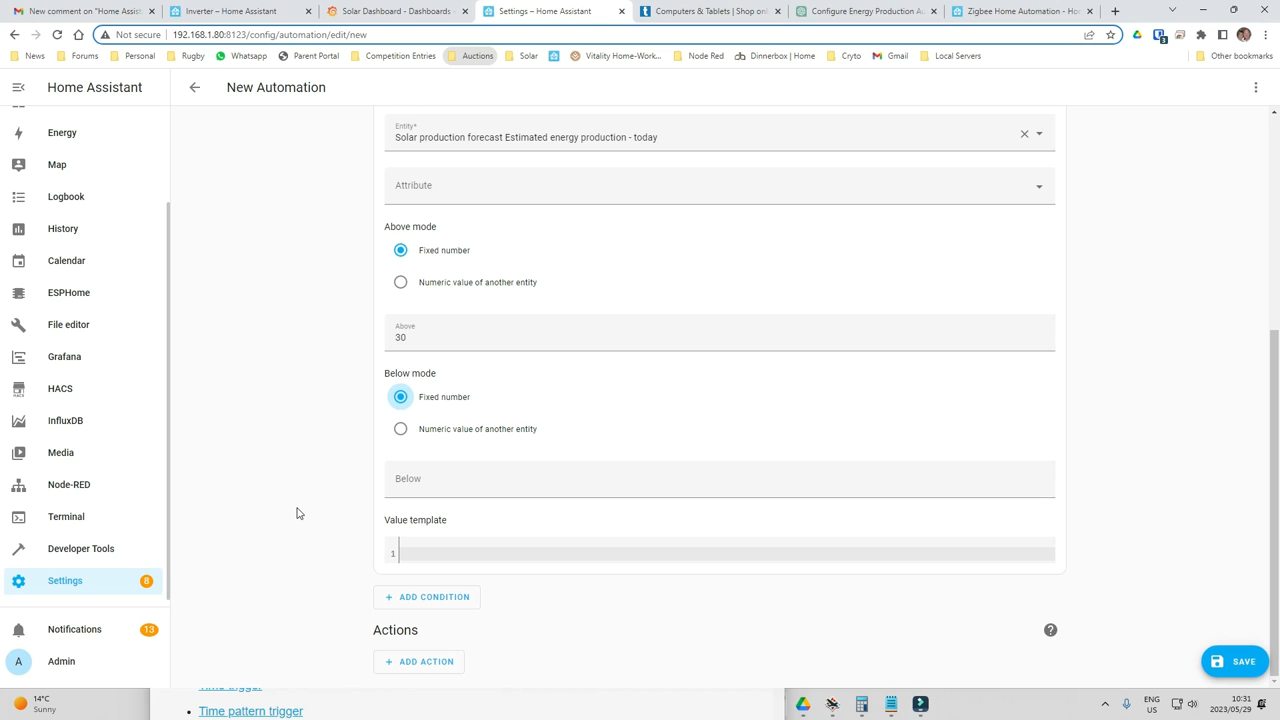 New comment on "Home Assi
Inverter – Home Assistant
Solar Dashboard - Dashboards
Settings – Home Assistant
Computers & Tablets | Shop onl
Configure Energy Production Au
Zigbee Home Automation - Hom
Not secure
192.168.1.80:8123/config/automation/edit/new
News
Forums
Personal
Rugby
Whatsapp
Parent Portal
Competition Entries
Auctions
Solar
Vitality Home-Work...
Node Red
Dinnerbox | Home
Cryto
Gmail
Local Servers
Other bookmarks
Home Assistant
New Automation
Energy
Map
Logbook
History
Calendar
ESPHome
File editor
Grafana
HACS
InfluxDB
Media
Node-RED
Terminal
Developer Tools
Settings
8
Notifications
13
A
Admin
Entity*
Solar production forecast Estimated energy production - today
Attribute
Above mode
Fixed number
Numeric value of another entity
Above
30
Below mode
Fixed number
Numeric value of another entity
Below
Value template
1
+ ADD CONDITION
Actions
+ ADD ACTION
SAVE
Time trigger
Time pattern trigger
14°C
Sunny
ENG
US
10:31
2023/05/29